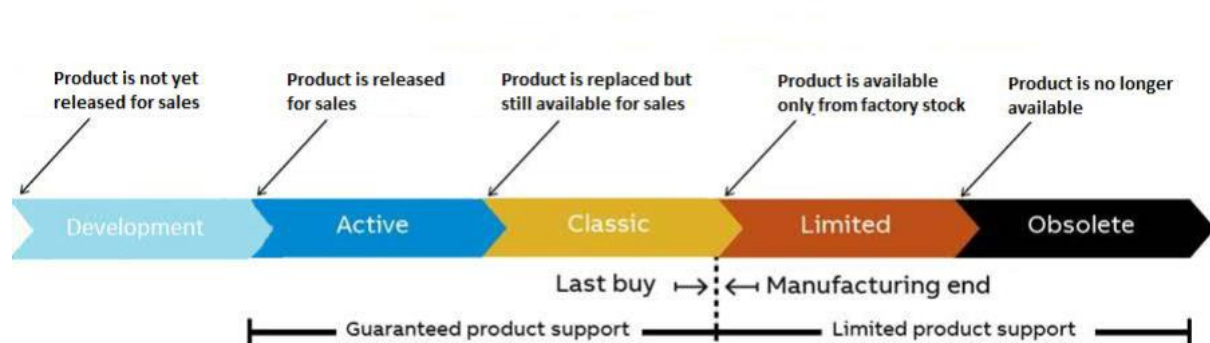 Product is not yet
released for sales
Product is released
for sales
Product is replaced but
still available for sales
Product is available
only from factory stock
Product is no longer
available
Development
Active
Classic
Limited
Obsolete
Last buy
Manufacturing end
Guaranteed product support
Limited product support